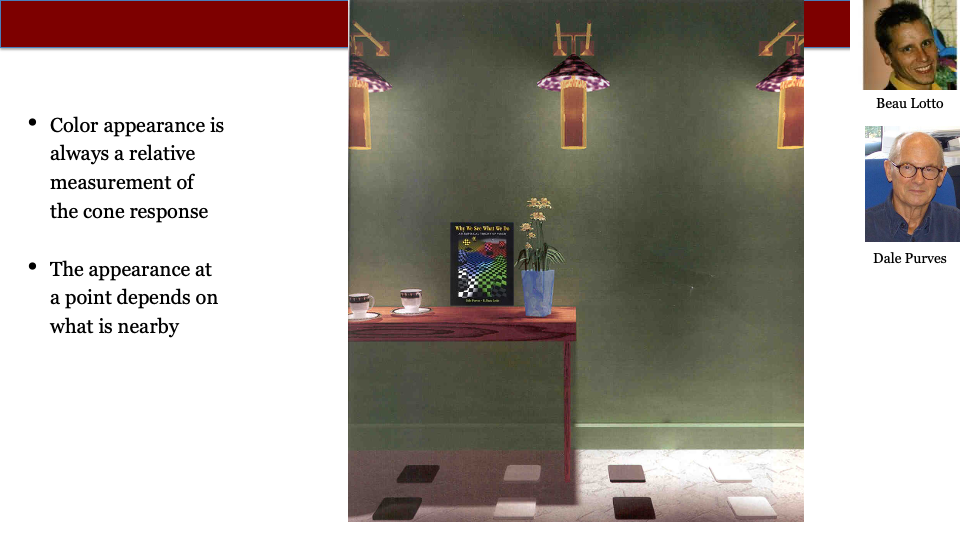 Color appearance is
always a relative
measurement of
the cone response
The appearance at
a point depends on
what is nearby
Why We See What We Do
AN EMPIRICAL THEORY OF VISION
Dale Purves • R. Beau Lotto
Beau Lotto
Dale Purves